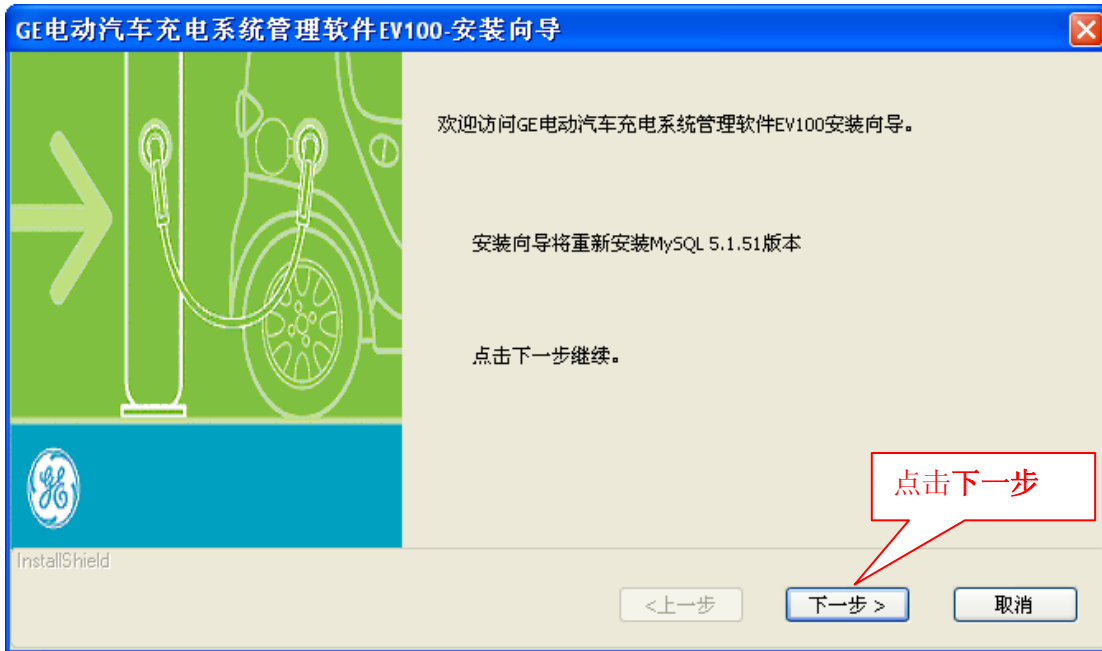 GE电动汽车充电系统管理软件EV100-安装向导
欢迎访问GE电动汽车充电系统管理软件EV100安装向导。
安装向导将重新安装MySQL 5.1.51版本
点击下一步继续。
点击下一步
InstallShield
<上一步
下一步 >
取消